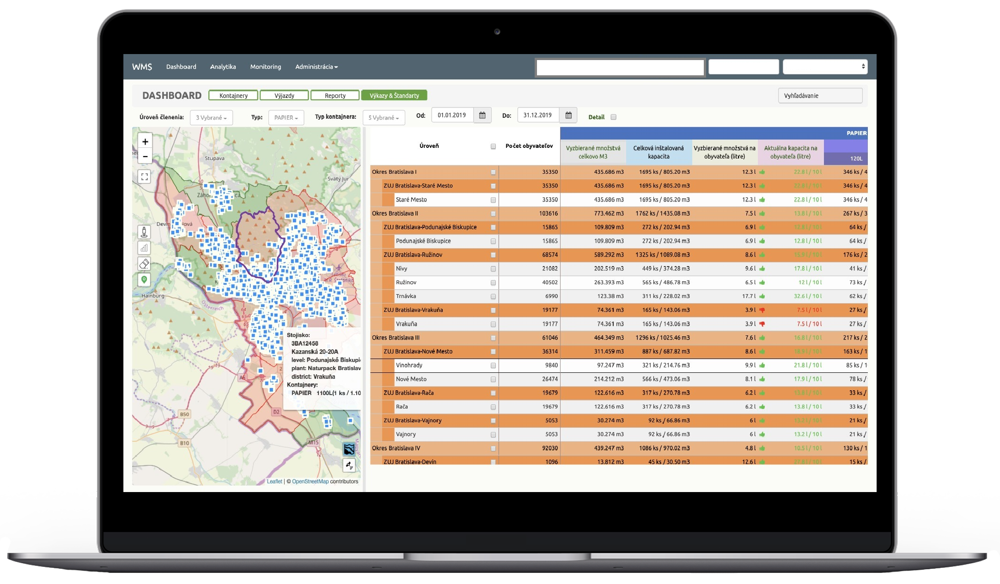 WMS Dashboard Analytika Monitoring Administrácia
DASHBOARD Kontajnery Výjazdy Reporty Výkazy & Štandarty Vyhľadávanie
Úroveň členenia: 3 Vybrané Typ: PAPIER Typ kontajnera: 5 Vybrané Od: 01.01.2019 Do: 31.12.2019 Detail
+
−
Stupava
Svätý Jur
50
Hainburg
Österreich
64
65
13
19
19
A6
2
D2
B50
9
9
B10
M15
12
Stojisko:
3BA12458
Kazanská 20-20A
level: Podunajské Biskupi
plant: Naturpack Bratislav
district: Vrakuňa
Kontajnery:
PAPIER 1100L(1 ks / 1.10
Leaflet | © OpenStreetMap contributors
PAPIER
Úroveň Počet obyvateľov Vyzbierané množstvá celkovo M3 Celková inštalovaná kapacita Vyzbierané množstvá na obyvateľa (litre) Aktuálna kapacita na obyvateľa (litre) 120L
Okres Bratislava I 35350 435.686 m3 1695 ks / 805.20 m3 12.3 l 22.8 l / 10 l 346 ks / 4
ZUJ Bratislava-Staré Mesto 35350 435.686 m3 1695 ks / 805.20 m3 12.3 l 22.8 l / 10 l 346 ks / 4
Staré Mesto 35350 435.686 m3 1695 ks / 805.20 m3 12.3 l 22.8 l / 10 l 346 ks / 4
Okres Bratislava II 103616 773.462 m3 1762 ks / 1435.08 m3 7.5 l 13.8 l / 10 l 267 ks / 3
ZUJ Bratislava-Podunajské Biskupice 15865 109.809 m3 272 ks / 202.94 m3 6.9 l 12.8 l / 10 l 64 ks /
Podunajské Biskupice 15865 109.809 m3 272 ks / 202.94 m3 6.9 l 12.8 l / 10 l 64 ks /
ZUJ Bratislava-Ružinov 68574 589.292 m3 1325 ks / 1089.08 m3 8.6 l 15.9 l / 10 l 176 ks / 2
Nivy 21082 202.519 m3 449 ks / 374.28 m3 9.6 l 17.8 l / 10 l 41 ks /
Ružinov 40502 263.393 m3 565 ks / 486.78 m3 6.5 l 12 l / 10 l 73 ks /
Trnávka 6990 123.38 m3 311 ks / 228.02 m3 17.7 l 32.6 l / 10 l 62 ks /
ZUJ Bratislava-Vrakuňa 19177 74.361 m3 165 ks / 143.06 m3 3.9 l 7.5 l / 10 l 27 ks /
Vrakuňa 19177 74.361 m3 165 ks / 143.06 m3 3.9 l 7.5 l / 10 l 27 ks /
Okres Bratislava III 61046 464.349 m3 1296 ks / 1025.46 m3 7.6 l 16.8 l / 10 l 217 ks / 2
ZUJ Bratislava-Nové Mesto 36314 311.459 m3 887 ks / 687.82 m3 8.6 l 18.9 l / 10 l 163 ks / 1
Vinohrady 9840 97.247 m3 321 ks / 214.76 m3 9.9 l 21.8 l / 10 l 85 ks / 1
Nové Mesto 26474 214.212 m3 566 ks / 473.06 m3 8.1 l 17.9 l / 10 l 78 ks /
ZUJ Bratislava-Rača 19679 122.616 m3 317 ks / 270.78 m3 6.2 l 13.8 l / 10 l 33 ks /
Rača 19679 122.616 m3 317 ks / 270.78 m3 6.2 l 13.8 l / 10 l 33 ks /
ZUJ Bratislava-Vajnory 5053 30.274 m3 92 ks / 66.86 m3 6 l 13.2 l / 10 l 21 ks /
Vajnory 5053 30.274 m3 92 ks / 66.86 m3 6 l 13.2 l / 10 l 21 ks /
Okres Bratislava IV 92030 439.247 m3 1086 ks / 970.02 m3 4.8 l 10.5 l / 10 l 130 ks / 1
ZUJ Bratislava-Devín 1096 13.812 m3 45 ks / 30.50 m3 12.6 l 27.8 l / 10 l 15 ks /